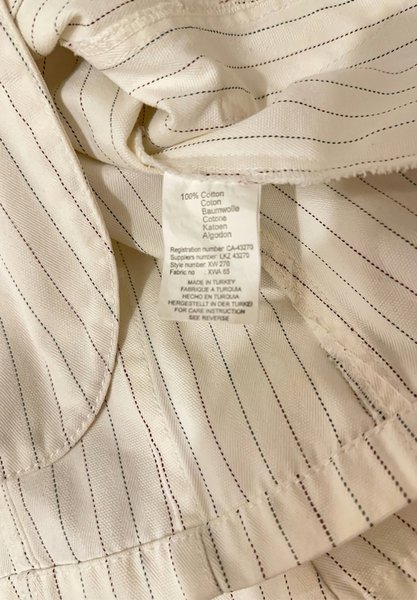 100% Cotton
Coton
Baumwolle
Cotone
Katoen
Algodon
Registration number: CA-43270
Suppliers number: LKZ 43270
Style number: XW 270
Fabric no : XWA 65
MADE IN TURKEY
FABRIQUE A TURQUIA
HECHO EN TURQUIA
HERGESTELLT IN DER TURKEI
FOR CARE INSTRUCTION
SEE REVERSE